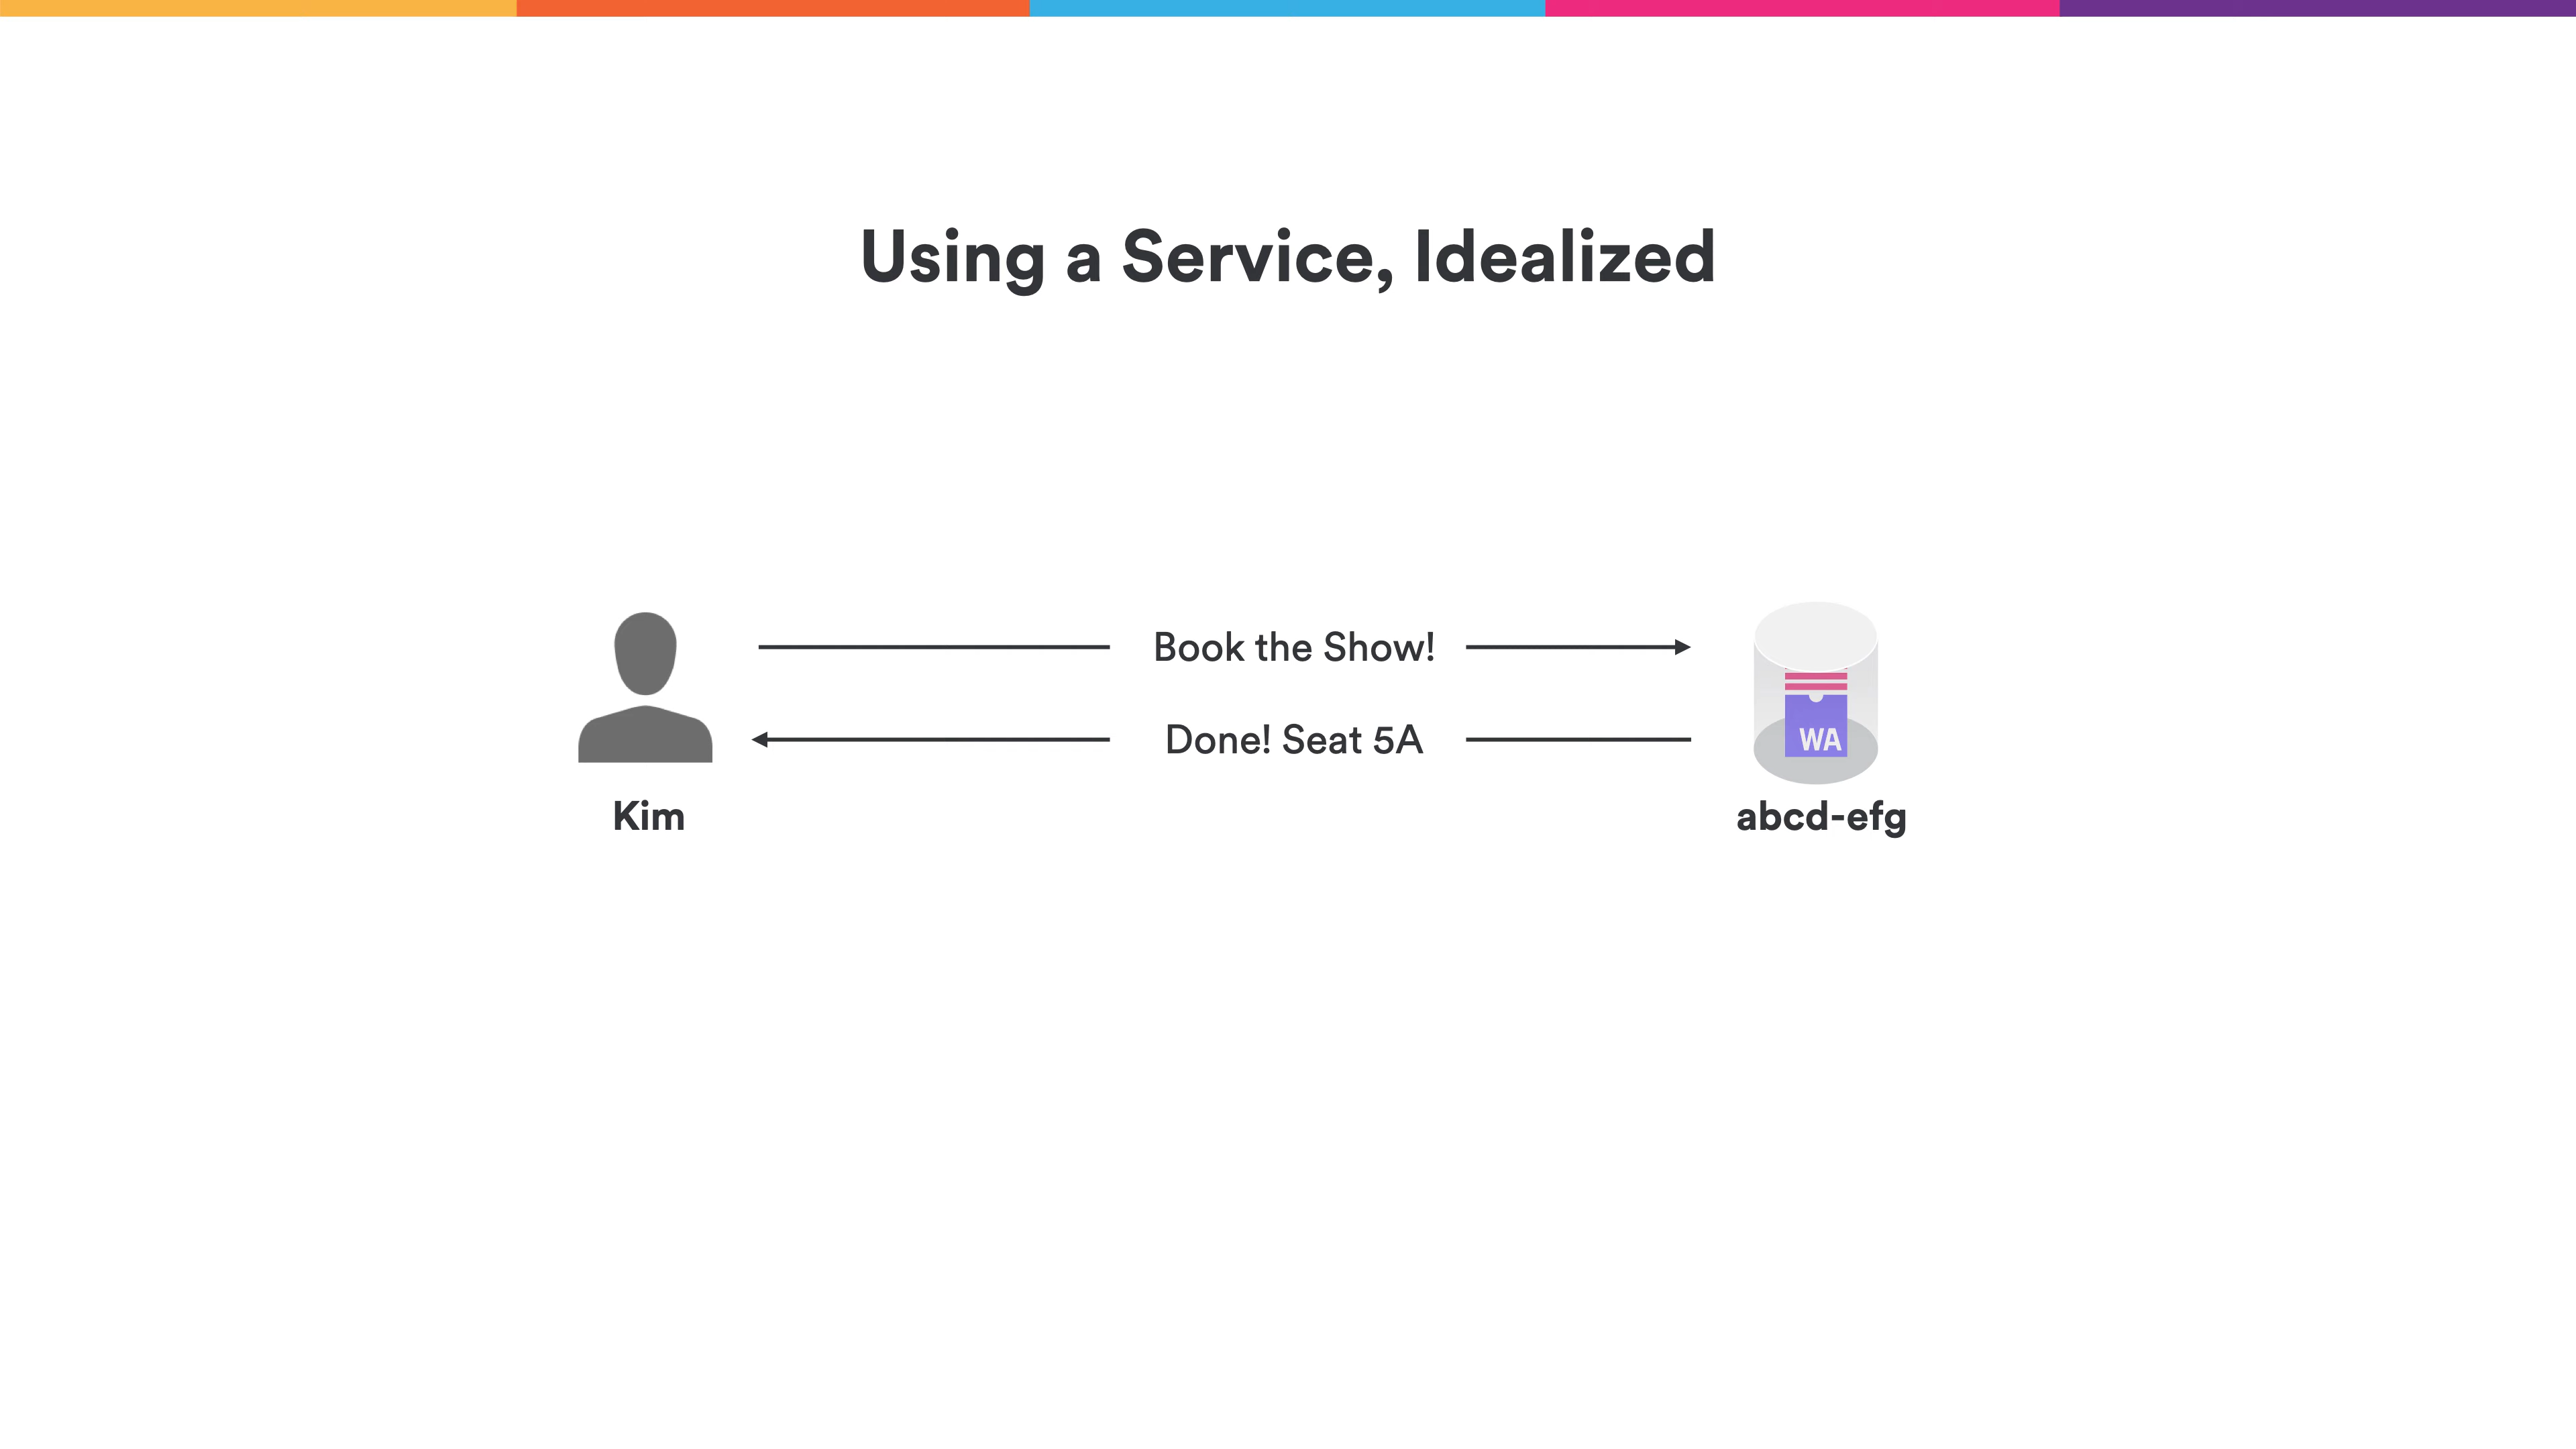 Using a Service, Idealized
Book the Show!
Done! Seat 5A
WA
Kim
abcd-efg